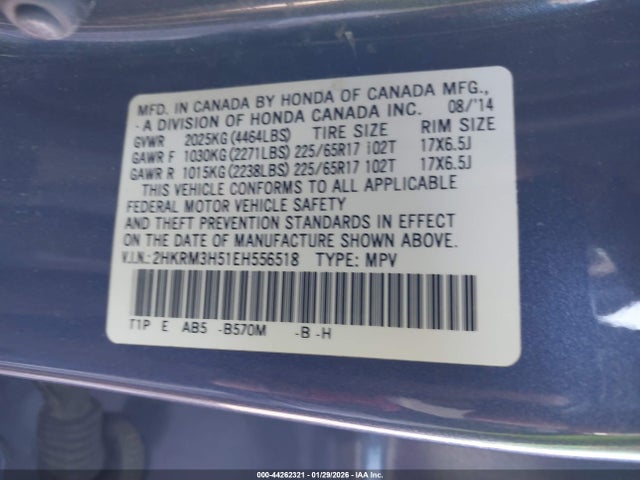 MFD. IN CANADA BY HONDA OF CANADA MFG.,
-A DIVISION OF HONDA CANADA INC. 08/'14
GVWR 2025KG(4464LBS) TIRE SIZE RIM SIZE
GAWR F 1030KG(2271LBS) 225/65R17 102T 17X6.5J
GAWR R 1015KG(2238LBS) 225/65R17 102T 17X6.5J
THIS VEHICLE CONFORMS TO ALL APPLICABLE
FEDERAL MOTOR VEHICLE SAFETY
AND THEFT PREVENTION STANDARDS IN EFFECT
ON THE DATE OF MANUFACTURE SHOWN ABOVE.
V.I.N.: 2HKRM3H51EH556518 TYPE: MPV
T1P E AB5 -B570M -B-H
000-44262321 - 01/29/2026 - IAAI VEHICLE